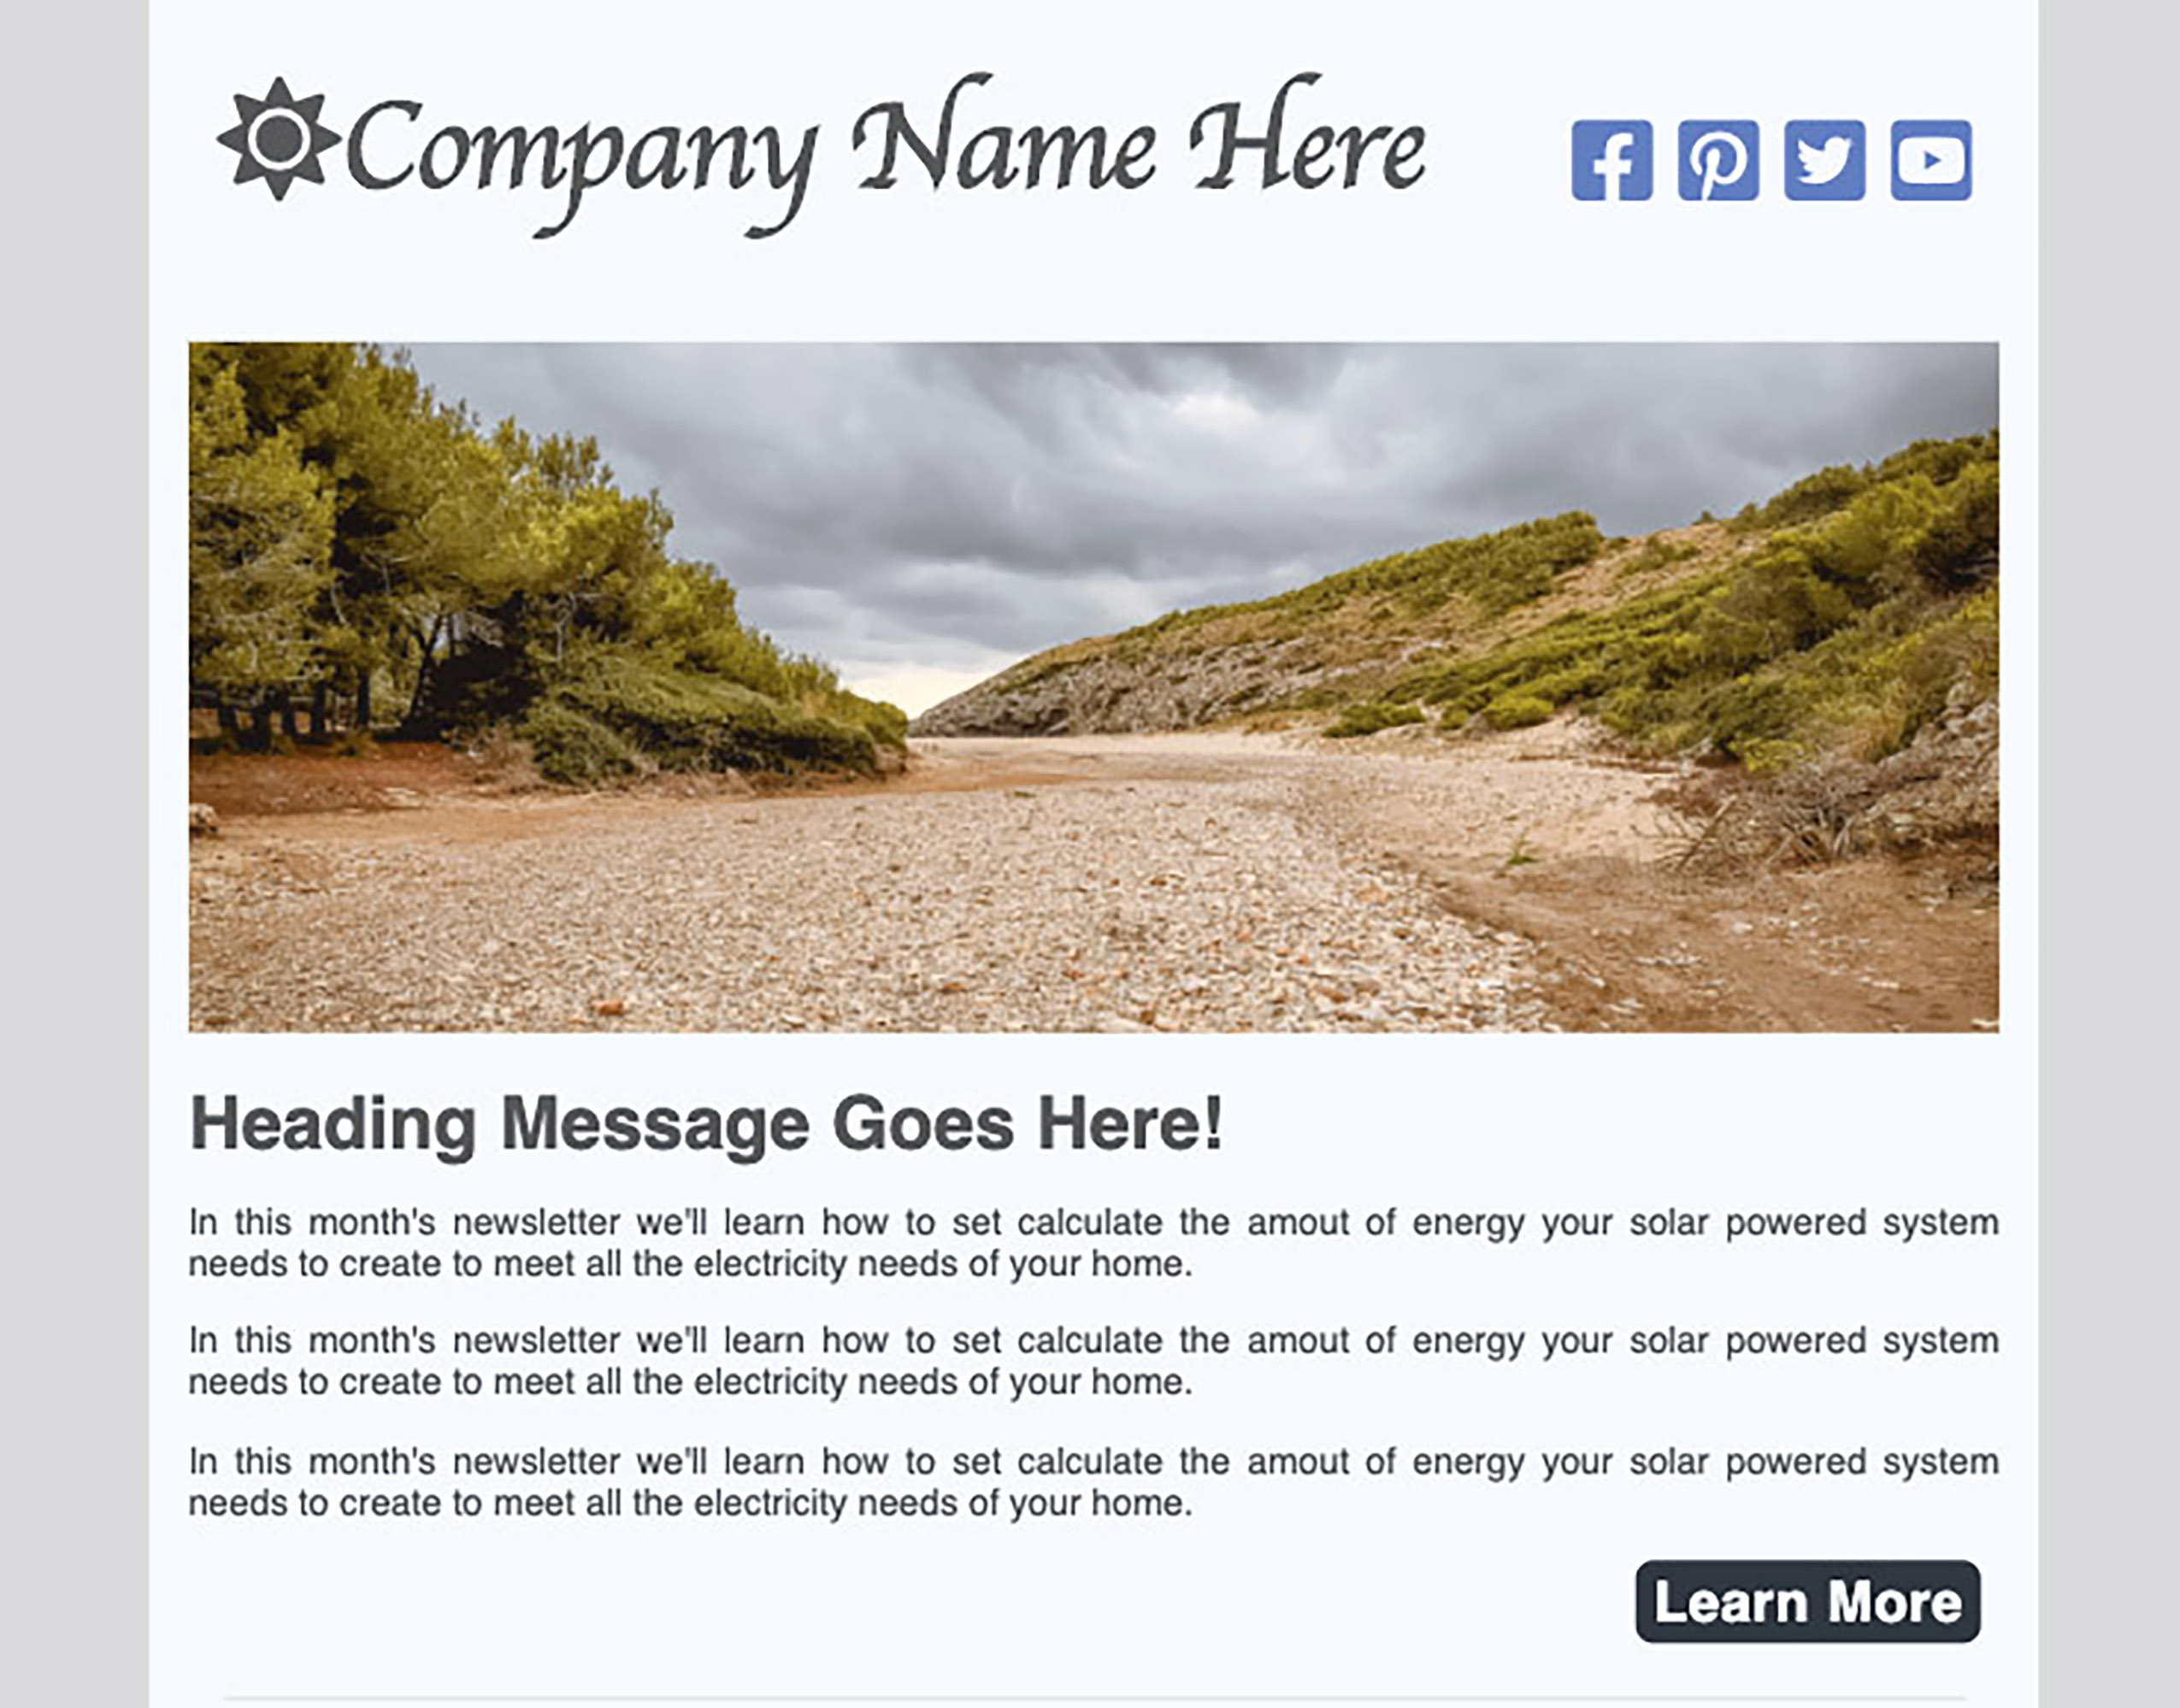 Company Name Here
Heading Message Goes Here!
In this month's newsletter we'll learn how to set calculate the amout of energy your solar powered system
needs to create to meet all the electricity needs of your home.
In this month's newsletter we'll learn how to set calculate the amout of energy your solar powered system
needs to create to meet all the electricity needs of your home.
In this month's newsletter we'll learn how to set calculate the amout of energy your solar powered system
needs to create to meet all the electricity needs of your home.
Learn More